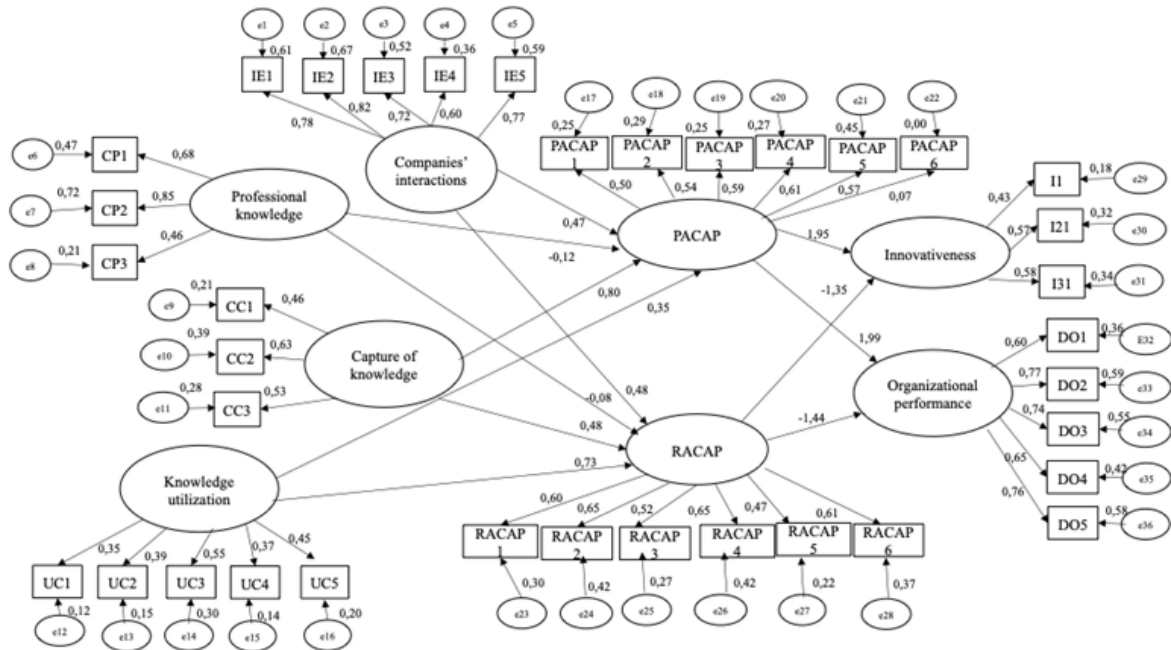 e1 e2 e3 e4 e5
0,61 0,67 0,52 0,36 0,59
IE1 IE2 IE3 IE4 IE5
0,78 0,82 0,72 0,60 0,77
e17 e18 e19 e20 e21 e22
0,25 0,29 0,25 0,27 0,45 0,00
PACAP 1
PACAP 2
PACAP 3
PACAP 4
PACAP 5
PACAP 6
0,50 0,54 0,59 0,61 0,57 0,07
e6 0,47 CP1 0,68
e7 0,72 CP2 0,85
e8 0,21 CP3 0,46
Professional
knowledge
Companies’
interactions
PACAP
0,47
-0,12
0,80
0,35
1,95
-1,35
1,99
Innovativeness
0,43 I1 0,18 e29
0,57 I21 0,32 e30
0,58 I31 0,34 e31
e9 0,21 CC1 0,46
e10 0,39 CC2 0,63
e11 0,28 CC3 0,53
Capture of
knowledge
0,48
-0,08
0,48
0,73
-1,44
Organizational
performance
0,60 DO1 0,36 E32
0,77 DO2 0,59 e33
0,74 DO3 0,55 e34
0,65 DO4 0,42 e35
0,76 DO5 0,58 e36
RACAP
Knowledge
utilization
0,35 0,39 0,55 0,37 0,45
UC1 UC2 UC3 UC4 UC5
0,12 0,15 0,30 0,14 0,20
e12 e13 e14 e15 e16
0,60 0,65 0,52 0,65 0,47 0,61
RACAP 1
RACAP 2
RACAP 3
RACAP 4
RACAP 5
RACAP 6
0,30 0,42 0,27 0,42 0,22 0,37
e23 e24 e25 e26 e27 e28